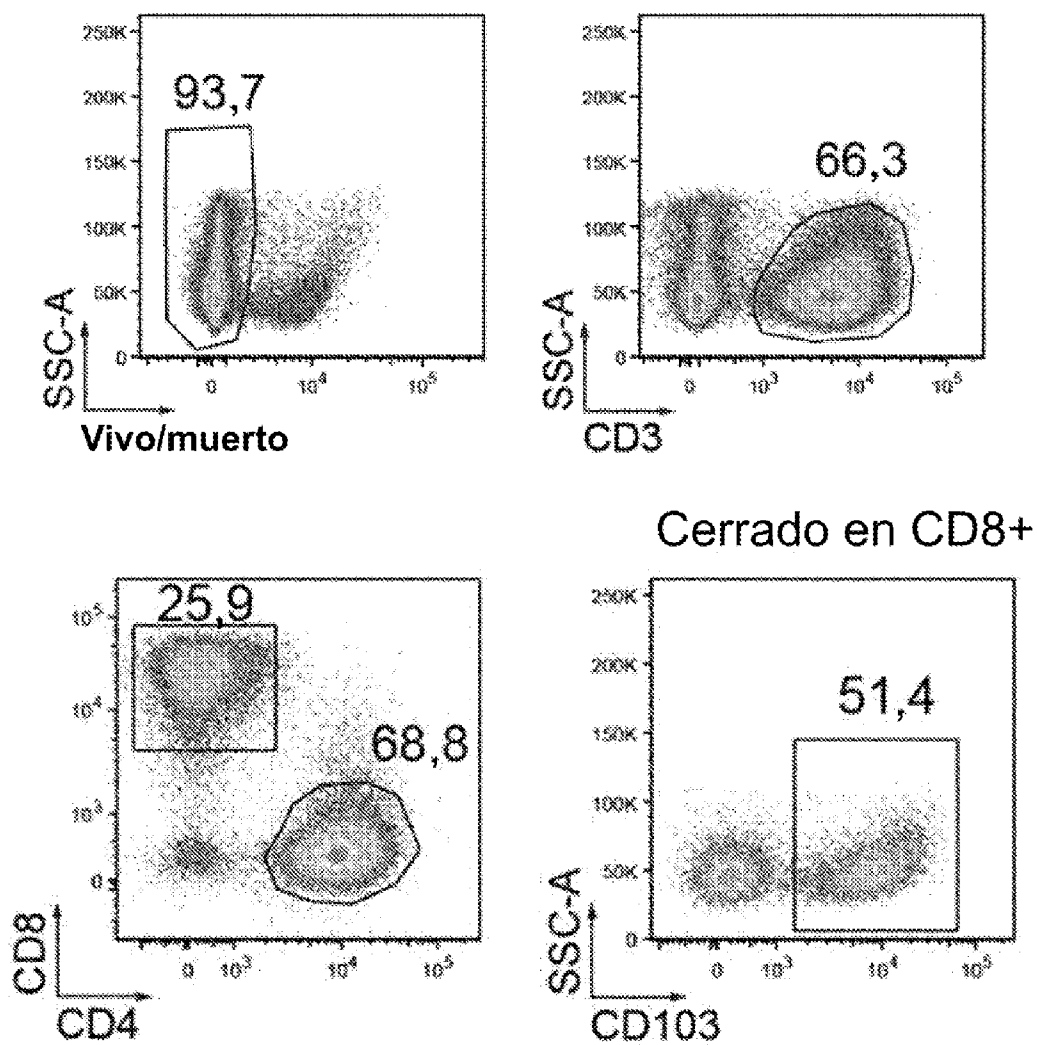 250K
200K
150K
100K
50K
0
93,7
SSC-A
0 10⁴ 10⁵
Vivo/muerto
250K
200K
150K
100K
50K
0
66,3
SSC-A
0 10³ 10⁴ 10⁵
CD3
25,9
68,8
10⁵
10⁴
10³
0
CD8
0 10³ 10⁴ 10⁵
CD4
Cerrado en CD8+
250K
200K
150K
100K
50K
0
51,4
SSC-A
0 10³ 10⁴ 10⁵
CD103